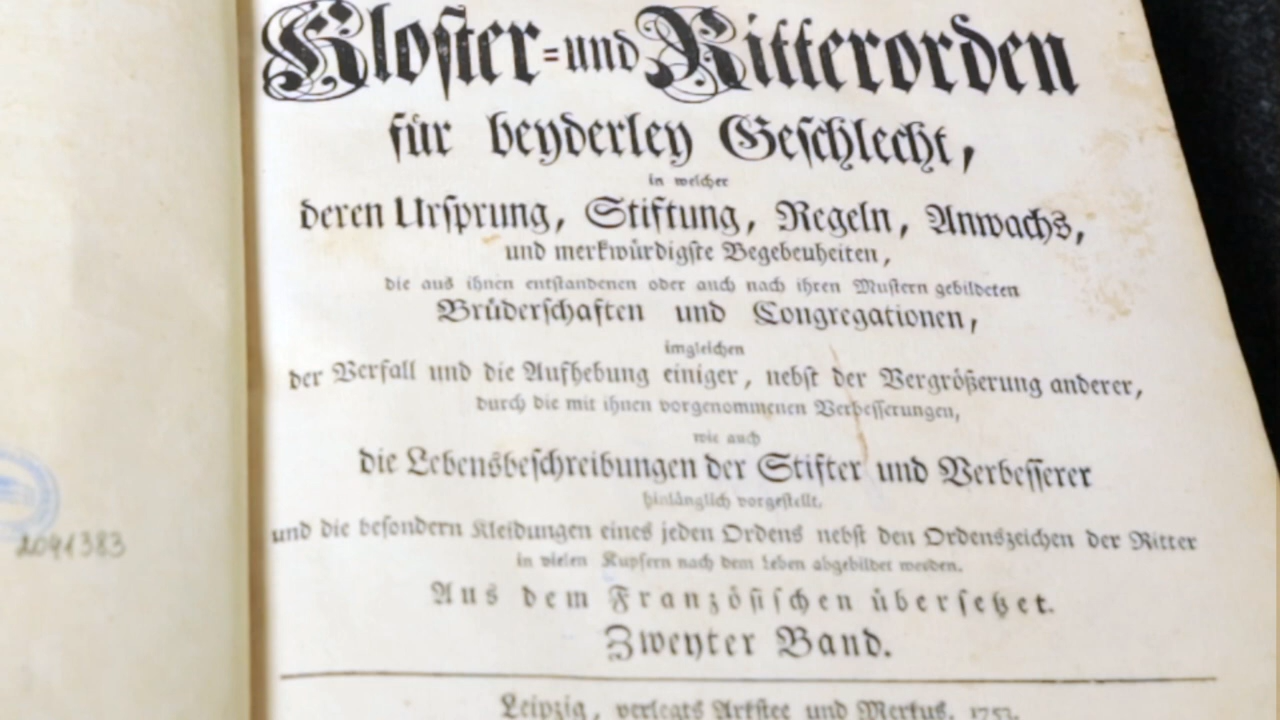 Kloster- und Ritterorden
für beyderley Geschlecht,
in welcher
deren Ursprung, Stiftung, Regeln, Anwachs,
und merkwürdigste Begebenheiten,
die aus ihnen entstandenen oder auch nach ihren Mustern gebildeten
Brüderschaften und Congregationen,
imgleichen
der Verfall und die Aufhebung einiger, nebst der Vergrößerung anderer,
durch die mit ihnen vorgenommenen Verbesserungen,
wie auch
die Lebensbeschreibungen der Stifter und Verbesserer
hinlänglich vorgestellt,
und die besondern Kleidungen eines jeden Ordens nebst den Ordenszeichen der Ritter
in vielen Kupfern nach dem Leben abgebildet werden.
Aus dem Französischen übersetzet.
Zweyter Band.
Leipzig, verlegts Arkstee und Merkus. 1753.
2091383